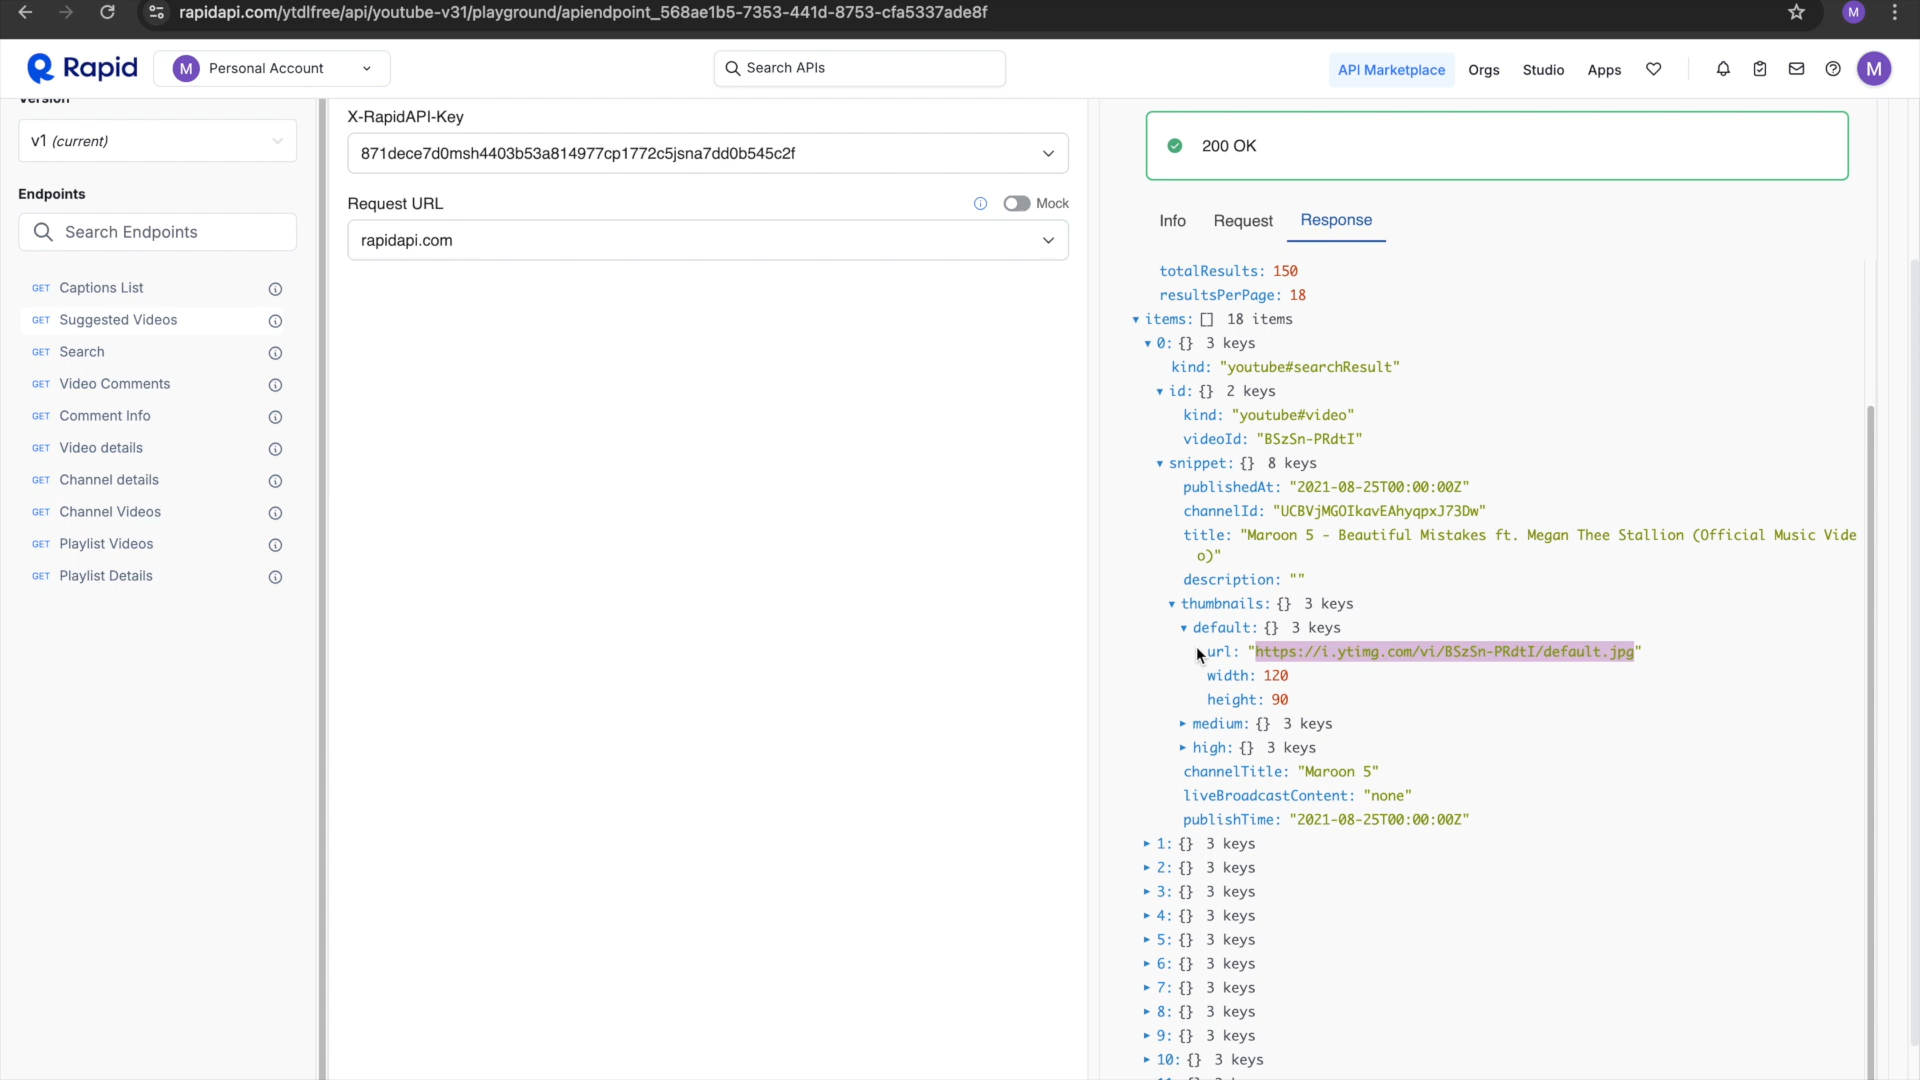 rapidapi.com/ytdlfree/api/youtube-v31/playground/apiendpoint_568ae1b5-7353-441d-8753-cfa5337ade8f
M
Rapid
M Personal Account
Search APIs
API Marketplace
Orgs
Studio
Apps
M
Version
v1 (current)
Endpoints
Search Endpoints
GET Captions List
GET Suggested Videos
GET Search
GET Video Comments
GET Comment Info
GET Video details
GET Channel details
GET Channel Videos
GET Playlist Videos
GET Playlist Details
X-RapidAPI-Key
871dece7d0msh4403b53a814977cp1772c5jsna7dd0b545c2f
Request URL
Mock
rapidapi.com
200 OK
Info Request Response
totalResults: 150
resultsPerPage: 18
items: [] 18 items
0: {} 3 keys
kind: "youtube#searchResult"
id: {} 2 keys
kind: "youtube#video"
videoId: "BSzSn-PRdtI"
snippet: {} 8 keys
publishedAt: "2021-08-25T00:00:00Z"
channelId: "UCBVjMGOIkavEAhyqpxJ73Dw"
title: "Maroon 5 - Beautiful Mistakes ft. Megan Thee Stallion (Official Music Vide
o)"
description: ""
thumbnails: {} 3 keys
default: {} 3 keys
url: "https://i.ytimg.com/vi/BSzSn-PRdtI/default.jpg"
width: 120
height: 90
medium: {} 3 keys
high: {} 3 keys
channelTitle: "Maroon 5"
liveBroadcastContent: "none"
publishTime: "2021-08-25T00:00:00Z"
1: {} 3 keys
2: {} 3 keys
3: {} 3 keys
4: {} 3 keys
5: {} 3 keys
6: {} 3 keys
7: {} 3 keys
8: {} 3 keys
9: {} 3 keys
10: {} 3 keys